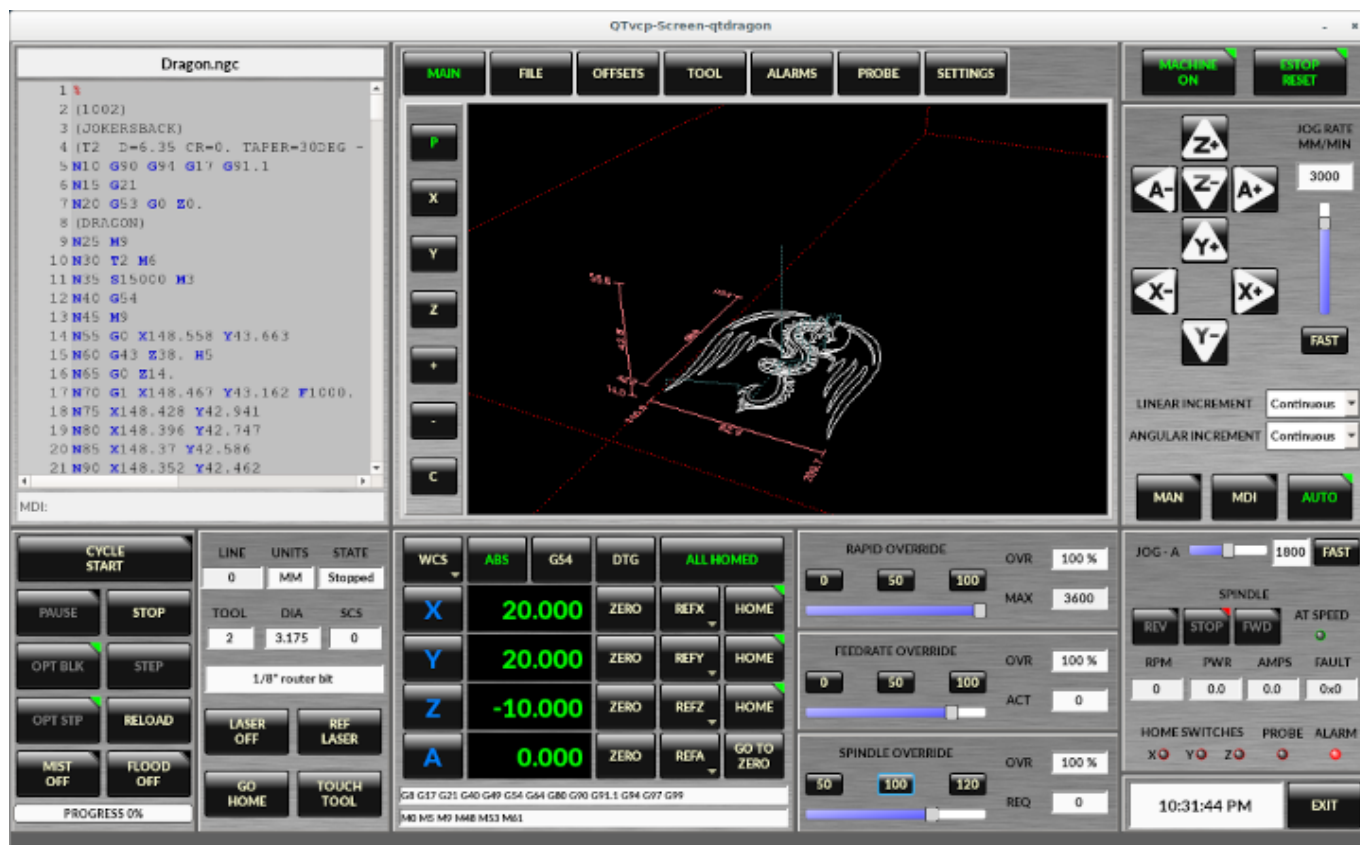 QTvcp-Screen-qtdragon
Dragon.ngc
1 %
2 (1002)
3 (JOKERSBACK)
4 (T2 D=6.35 CR=0. TAPER=30DEG -
5 N10 G90 G94 G17 G91.1
6 N15 G21
7 N20 G53 G0 Z0.
8 (DRAGON)
9 N25 M9
10 N30 T2 M6
11 N35 S15000 M3
12 N40 G54
13 N45 M9
14 N55 G0 X148.558 Y43.663
15 N60 G43 Z38. H5
16 N65 G0 Z14.
17 N70 G1 X148.467 Y43.162 F1000.
18 N75 X148.428 Y42.941
19 N80 X148.396 Y42.747
20 N85 X148.37 Y42.586
21 N90 X148.352 Y42.462
MDI:
MAIN FILE OFFSETS TOOL ALARMS PROBE SETTINGS
P
X
Y
Z
+
-
C
MACHINE ON
ESTOP RESET
JOG RATE
MM/MIN
3000
Z+
A- Z- A+
Y+
X- X+
Y-
FAST
LINEAR INCREMENT Continuous
ANGULAR INCREMENT Continuous
MAN MDI AUTO
CYCLE START
PAUSE STOP
OPT BLK STEP
OPT STP RELOAD
MIST OFF FLOOD OFF
PROGRESS 0%
LINE UNITS STATE
0 MM Stopped
TOOL DIA SCS
2 3.175 0
1/8" router bit
LASER OFF REF LASER
GO HOME TOUCH TOOL
WCS ABS G54 DTG ALL HOMED
X 20.000 ZERO REFX HOME
Y 20.000 ZERO REFY HOME
Z -10.000 ZERO REFZ HOME
A 0.000 ZERO REFA GO TO ZERO
G8 G17 G21 G40 G49 G54 G64 G80 G90 G91.1 G94 G97 G99
M0 M5 M9 M48 M53 M61
RAPID OVERRIDE OVR 100 %
0 50 100
MAX 3600
FEEDRATE OVERRIDE OVR 100 %
0 50 100
ACT 0
SPINDLE OVERRIDE OVR 100 %
50 100 120
REQ 0
JOG - A 1800 FAST
SPINDLE
REV STOP FWD AT SPEED
RPM PWR AMPS FAULT
0 0.0 0.0 0x0
HOME SWITCHES PROBE ALARM
X Y Z
10:31:44 PM EXIT